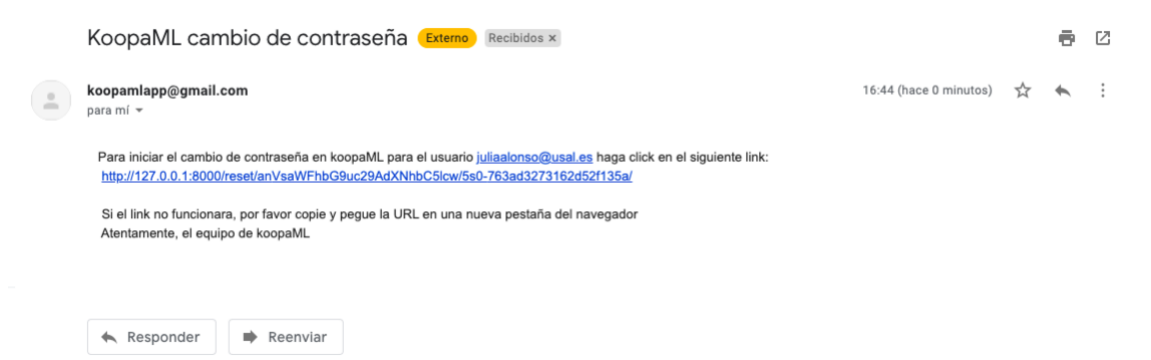 KoopaML cambio de contraseña Externo Recibidos ×
koopamlapp@gmail.com 16:44 (hace 0 minutos)
para mí
Para iniciar el cambio de contraseña en koopaML para el usuario juliaalonso@usal.es haga click en el siguiente link:
http://127.0.0.1:8000/reset/anVsaWFhbG9uc29AdXNhbC5lcw/5s0-763ad3273162d52f135a/
Si el link no funcionara, por favor copie y pegue la URL en una nueva pestaña del navegador
Atentamente, el equipo de koopaML
Responder Reenviar